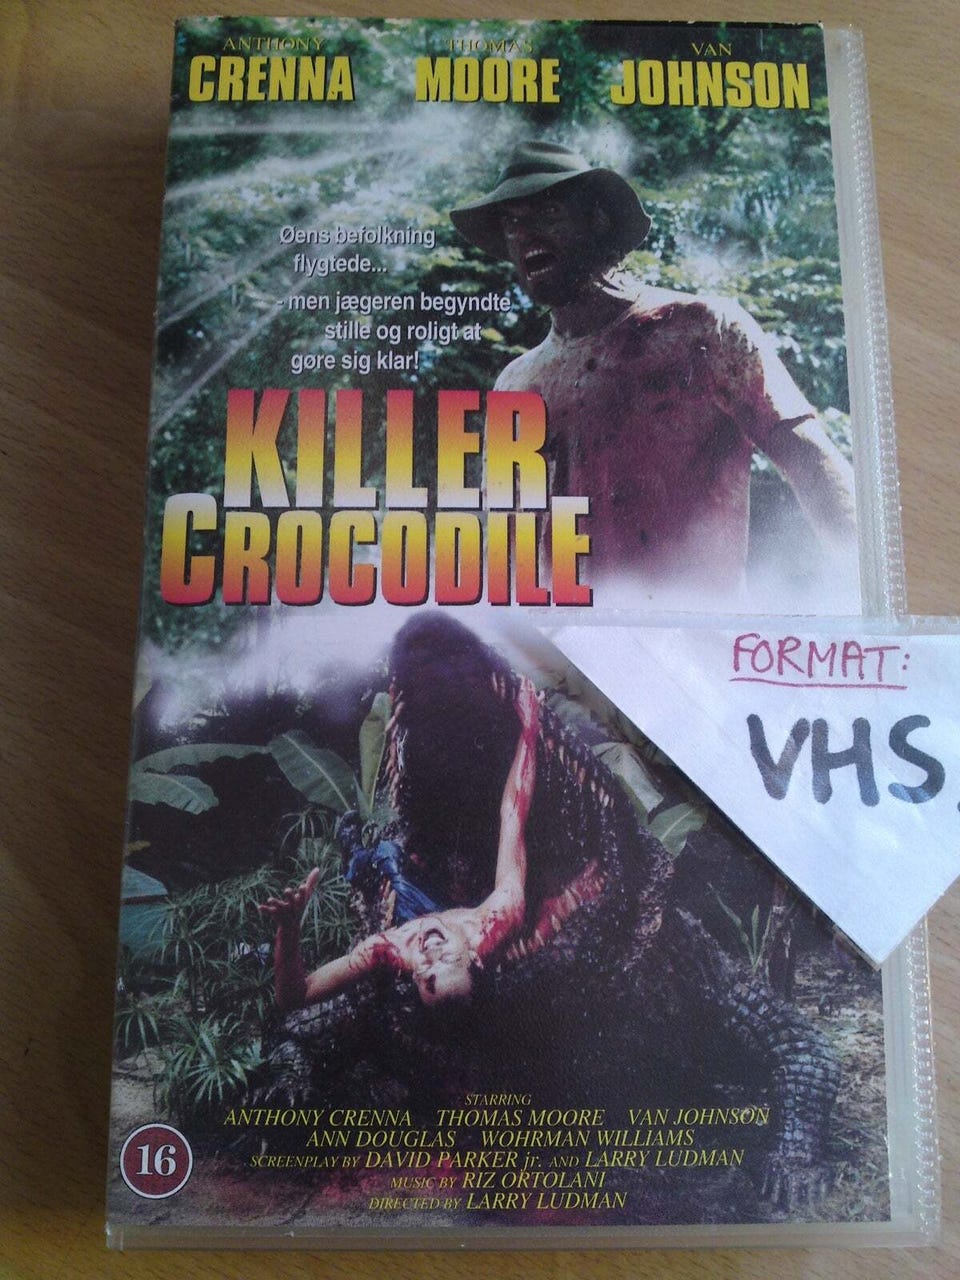 ANTHONY THOMAS VAN
CRENNA MOORE JOHNSON
Øens befolkning
flygtede...
- men jægeren begyndte
stille og roligt at
gøre sig klar!
KILLER
CROCODILE
FORMAT:
VHS.
STARRING
ANTHONY CRENNA THOMAS MOORE VAN JOHNSON
ANN DOUGLAS WOHRMAN WILLIAMS
SCREENPLAY BY DAVID PARKER jr. AND LARRY LUDMAN
MUSIC BY RIZ ORTOLANI
DIRECTED BY LARRY LUDMAN
16